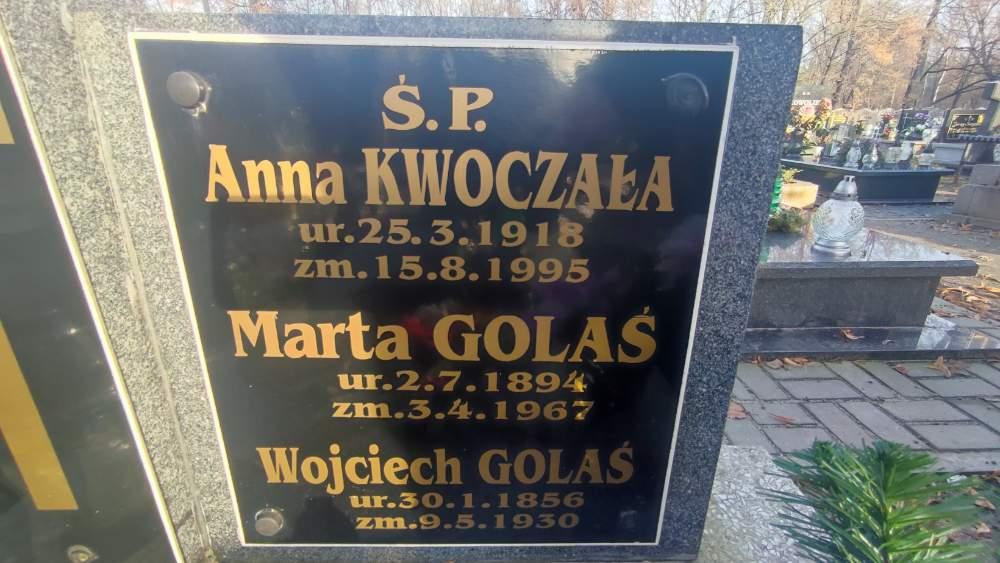 Ś.P.
Anna KWOCZAŁA
ur.25.3.1918
zm.15.8.1995
Marta GOLAŚ
ur.2.7.1894
zm.3.4.1967
Wojciech GOLAŚ
ur.30.1.1856
zm.9.5.1930